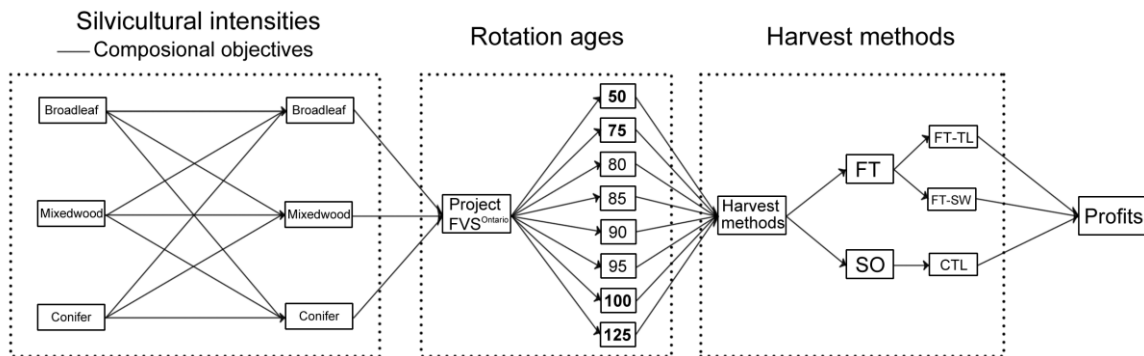 Silvicultural intensities
Composional objectives
Rotation ages
Harvest methods
Broadleaf
Mixedwood
Conifer
Broadleaf
Mixedwood
Conifer
Project
FVSOntario
50
75
80
85
90
95
100
125
Harvest
methods
FT
SO
FT-TL
FT-SW
CTL
Profits